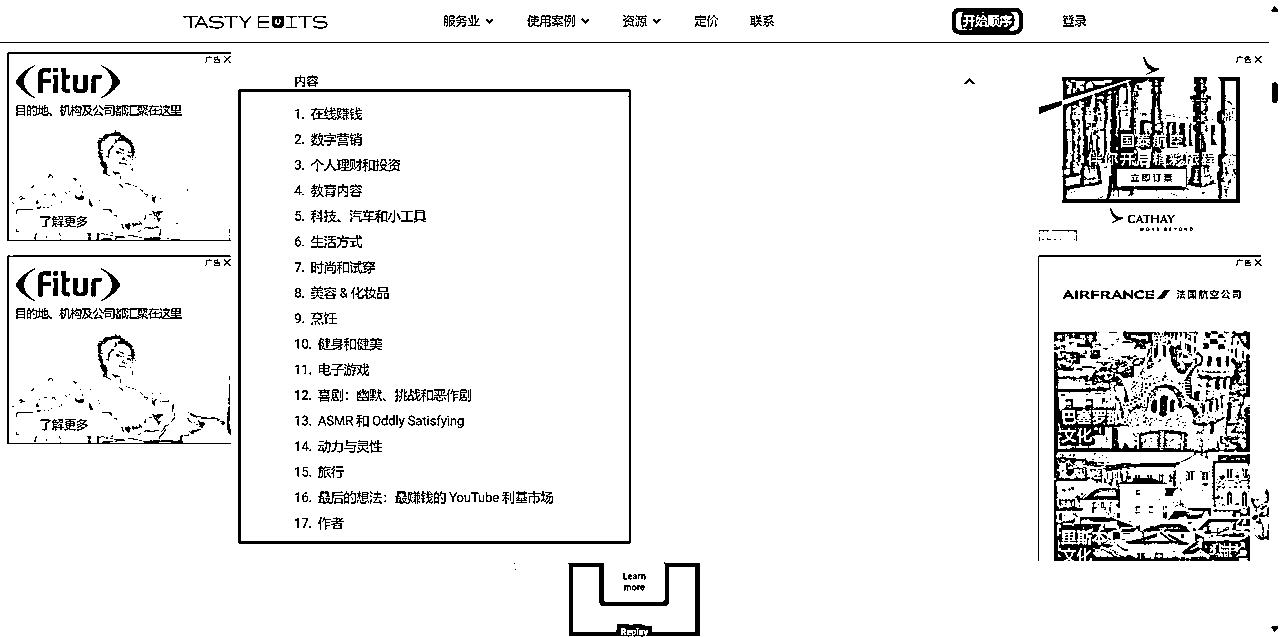 TASTY EDITS
服务业
使用案例
资源
定价
联系
开始顺序
登录
广告 X
Fitur
目的地、机构及公司都汇聚在这里
了解更多
广告 X
Fitur
目的地、机构及公司都汇聚在这里
了解更多
内容
1. 在线赚钱
2. 数字营销
3. 个人理财和投资
4. 教育内容
5. 科技、汽车和小工具
6. 生活方式
7. 时尚和试穿
8. 美容 & 化妆品
9. 烹饪
10. 健身和健美
11. 电子游戏
12. 喜剧：幽默、挑战和恶作剧
13. ASMR 和 Oddly Satisfying
14. 动力与灵性
15. 旅行
16. 最后的想法：最赚钱的 YouTube 利基市场
17. 作者
Learn
more
Replay
广告 X
国泰航空
伴你开启精彩旅程
立即订票
CATHAY
MOVE BEYOND
广告 X
AIRFRANCE 法国航空公司
巴塞罗那
文化
里斯本
文化